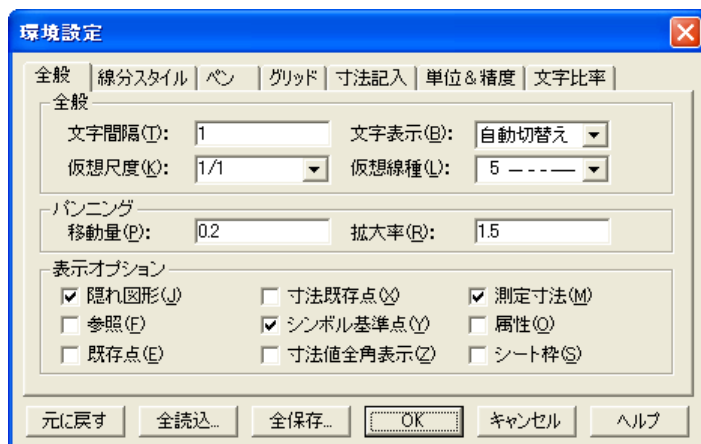 環境設定
全般 線分スタイル ペン グリッド 寸法記入 単位&精度 文字比率
全般
文字間隔(T): 1 文字表示(B): 自動切替え
仮想尺度(K): 1/1 仮想線種(L): 5
パンニング
移動量(P): 0.2 拡大率(R): 1.5
表示オプション
隠れ図形(J) 寸法既存点(X) 測定寸法(M)
参照(F) シンボル基準点(Y) 属性(O)
既存点(E) 寸法値全角表示(Z) シート枠(S)
元に戻す 全読込... 全保存... OK キャンセル ヘルプ